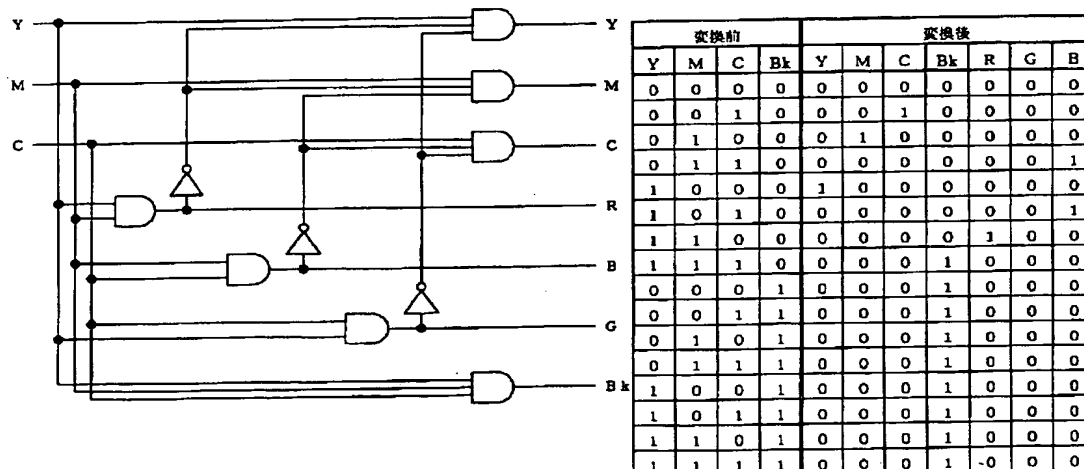 Y Y
M M
C C
R
B
G
Bk
変換前 変換後
Y M C Bk Y M C Bk R G B
0 0 0 0 0 0 0 0 0 0 0
0 0 1 0 0 0 1 0 0 0 0
0 1 0 0 0 1 0 0 0 0 0
0 1 1 0 0 0 0 0 0 0 1
1 0 0 0 1 0 0 0 0 0 0
1 0 1 0 0 0 0 0 0 0 1
1 1 0 0 0 0 0 0 1 0 0
1 1 1 0 0 0 0 1 0 0 0
0 0 0 1 0 0 0 1 0 0 0
0 0 1 1 0 0 0 1 0 0 0
0 1 0 1 0 0 0 1 0 0 0
0 1 1 1 0 0 0 1 0 0 0
1 0 0 1 0 0 0 1 0 0 0
1 0 1 1 0 0 0 1 0 0 0
1 1 0 1 0 0 0 1 0 0 0
1 1 1 1 0 0 0 1 0 0 0